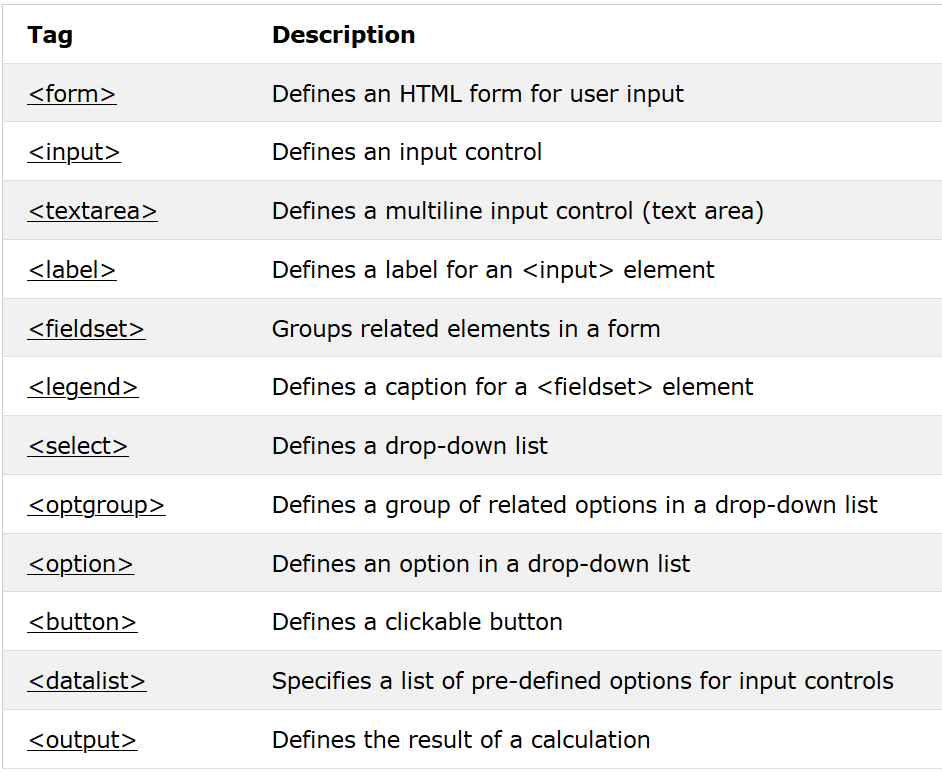 Tag Description
<form> Defines an HTML form for user input
<input> Defines an input control
<textarea> Defines a multiline input control (text area)
<label> Defines a label for an <input> element
<fieldset> Groups related elements in a form
<legend> Defines a caption for a <fieldset> element
<select> Defines a drop-down list
<optgroup> Defines a group of related options in a drop-down list
<option> Defines an option in a drop-down list
<button> Defines a clickable button
<datalist> Specifies a list of pre-defined options for input controls
<output> Defines the result of a calculation